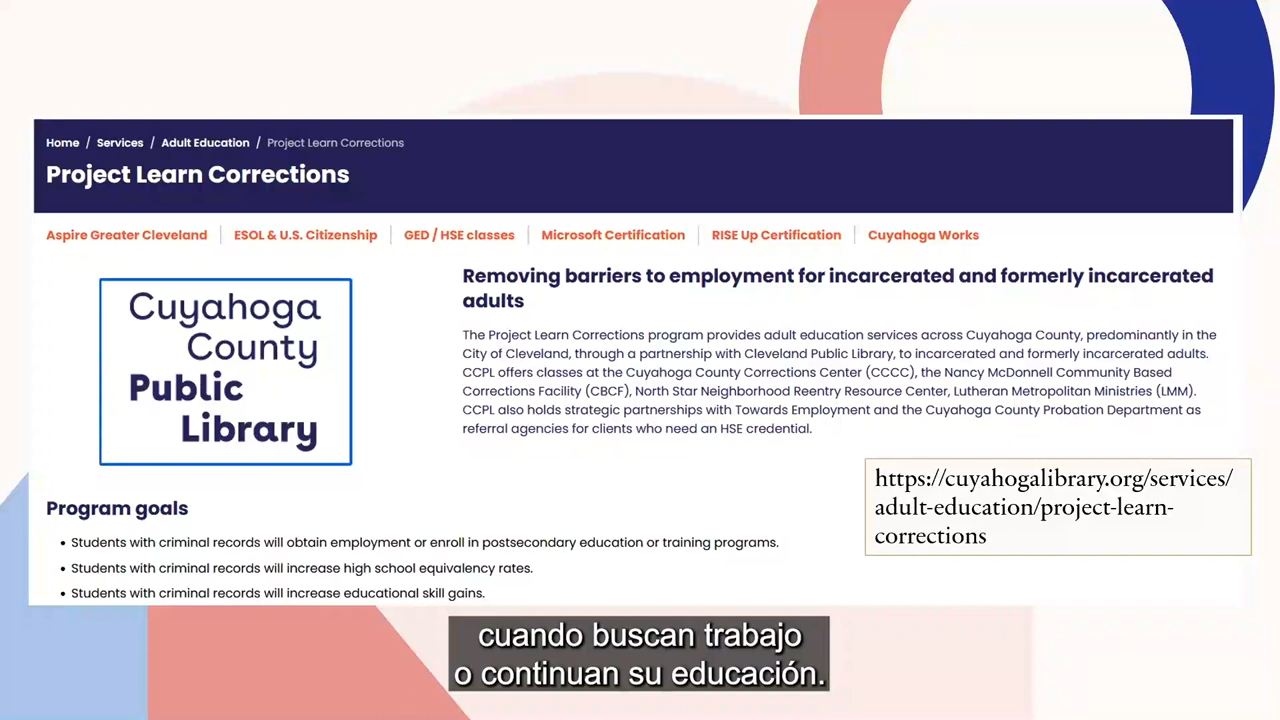 Home / Services / Adult Education / Project Learn Corrections
Project Learn Corrections
Aspire Greater Cleveland | ESOL & U.S. Citizenship | GED / HSE classes | Microsoft Certification | RISE Up Certification | Cuyahoga Works
Cuyahoga
County
Public
Library
Removing barriers to employment for incarcerated and formerly incarcerated
adults
The Project Learn Corrections program provides adult education services across Cuyahoga County, predominantly in the
City of Cleveland, through a partnership with Cleveland Public Library, to incarcerated and formerly incarcerated adults.
CCPL offers classes at the Cuyahoga County Corrections Center (CCCC), the Nancy McDonnell Community Based
Corrections Facility (CBCF), North Star Neighborhood Reentry Resource Center, Lutheran Metropolitan Ministries (LMM).
CCPL also holds strategic partnerships with Towards Employment and the Cuyahoga County Probation Department as
referral agencies for clients who need an HSE credential.
https://cuyahogalibrary.org/services/
adult-education/project-learn-
corrections
Program goals
• Students with criminal records will obtain employment or enroll in postsecondary education or training programs.
• Students with criminal records will increase high school equivalency rates.
• Students with criminal records will increase educational skill gains.
cuando buscan trabajo
o continuan su educación.